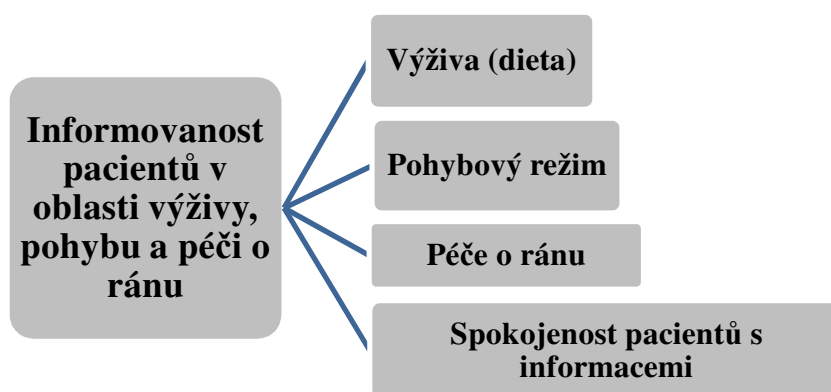 Informovanost
pacientů v
oblasti výživy,
pohybu a péči o
ránu
Výživa (dieta)
Pohybový režim
Péče o ránu
Spokojenost pacientů s
informacemi